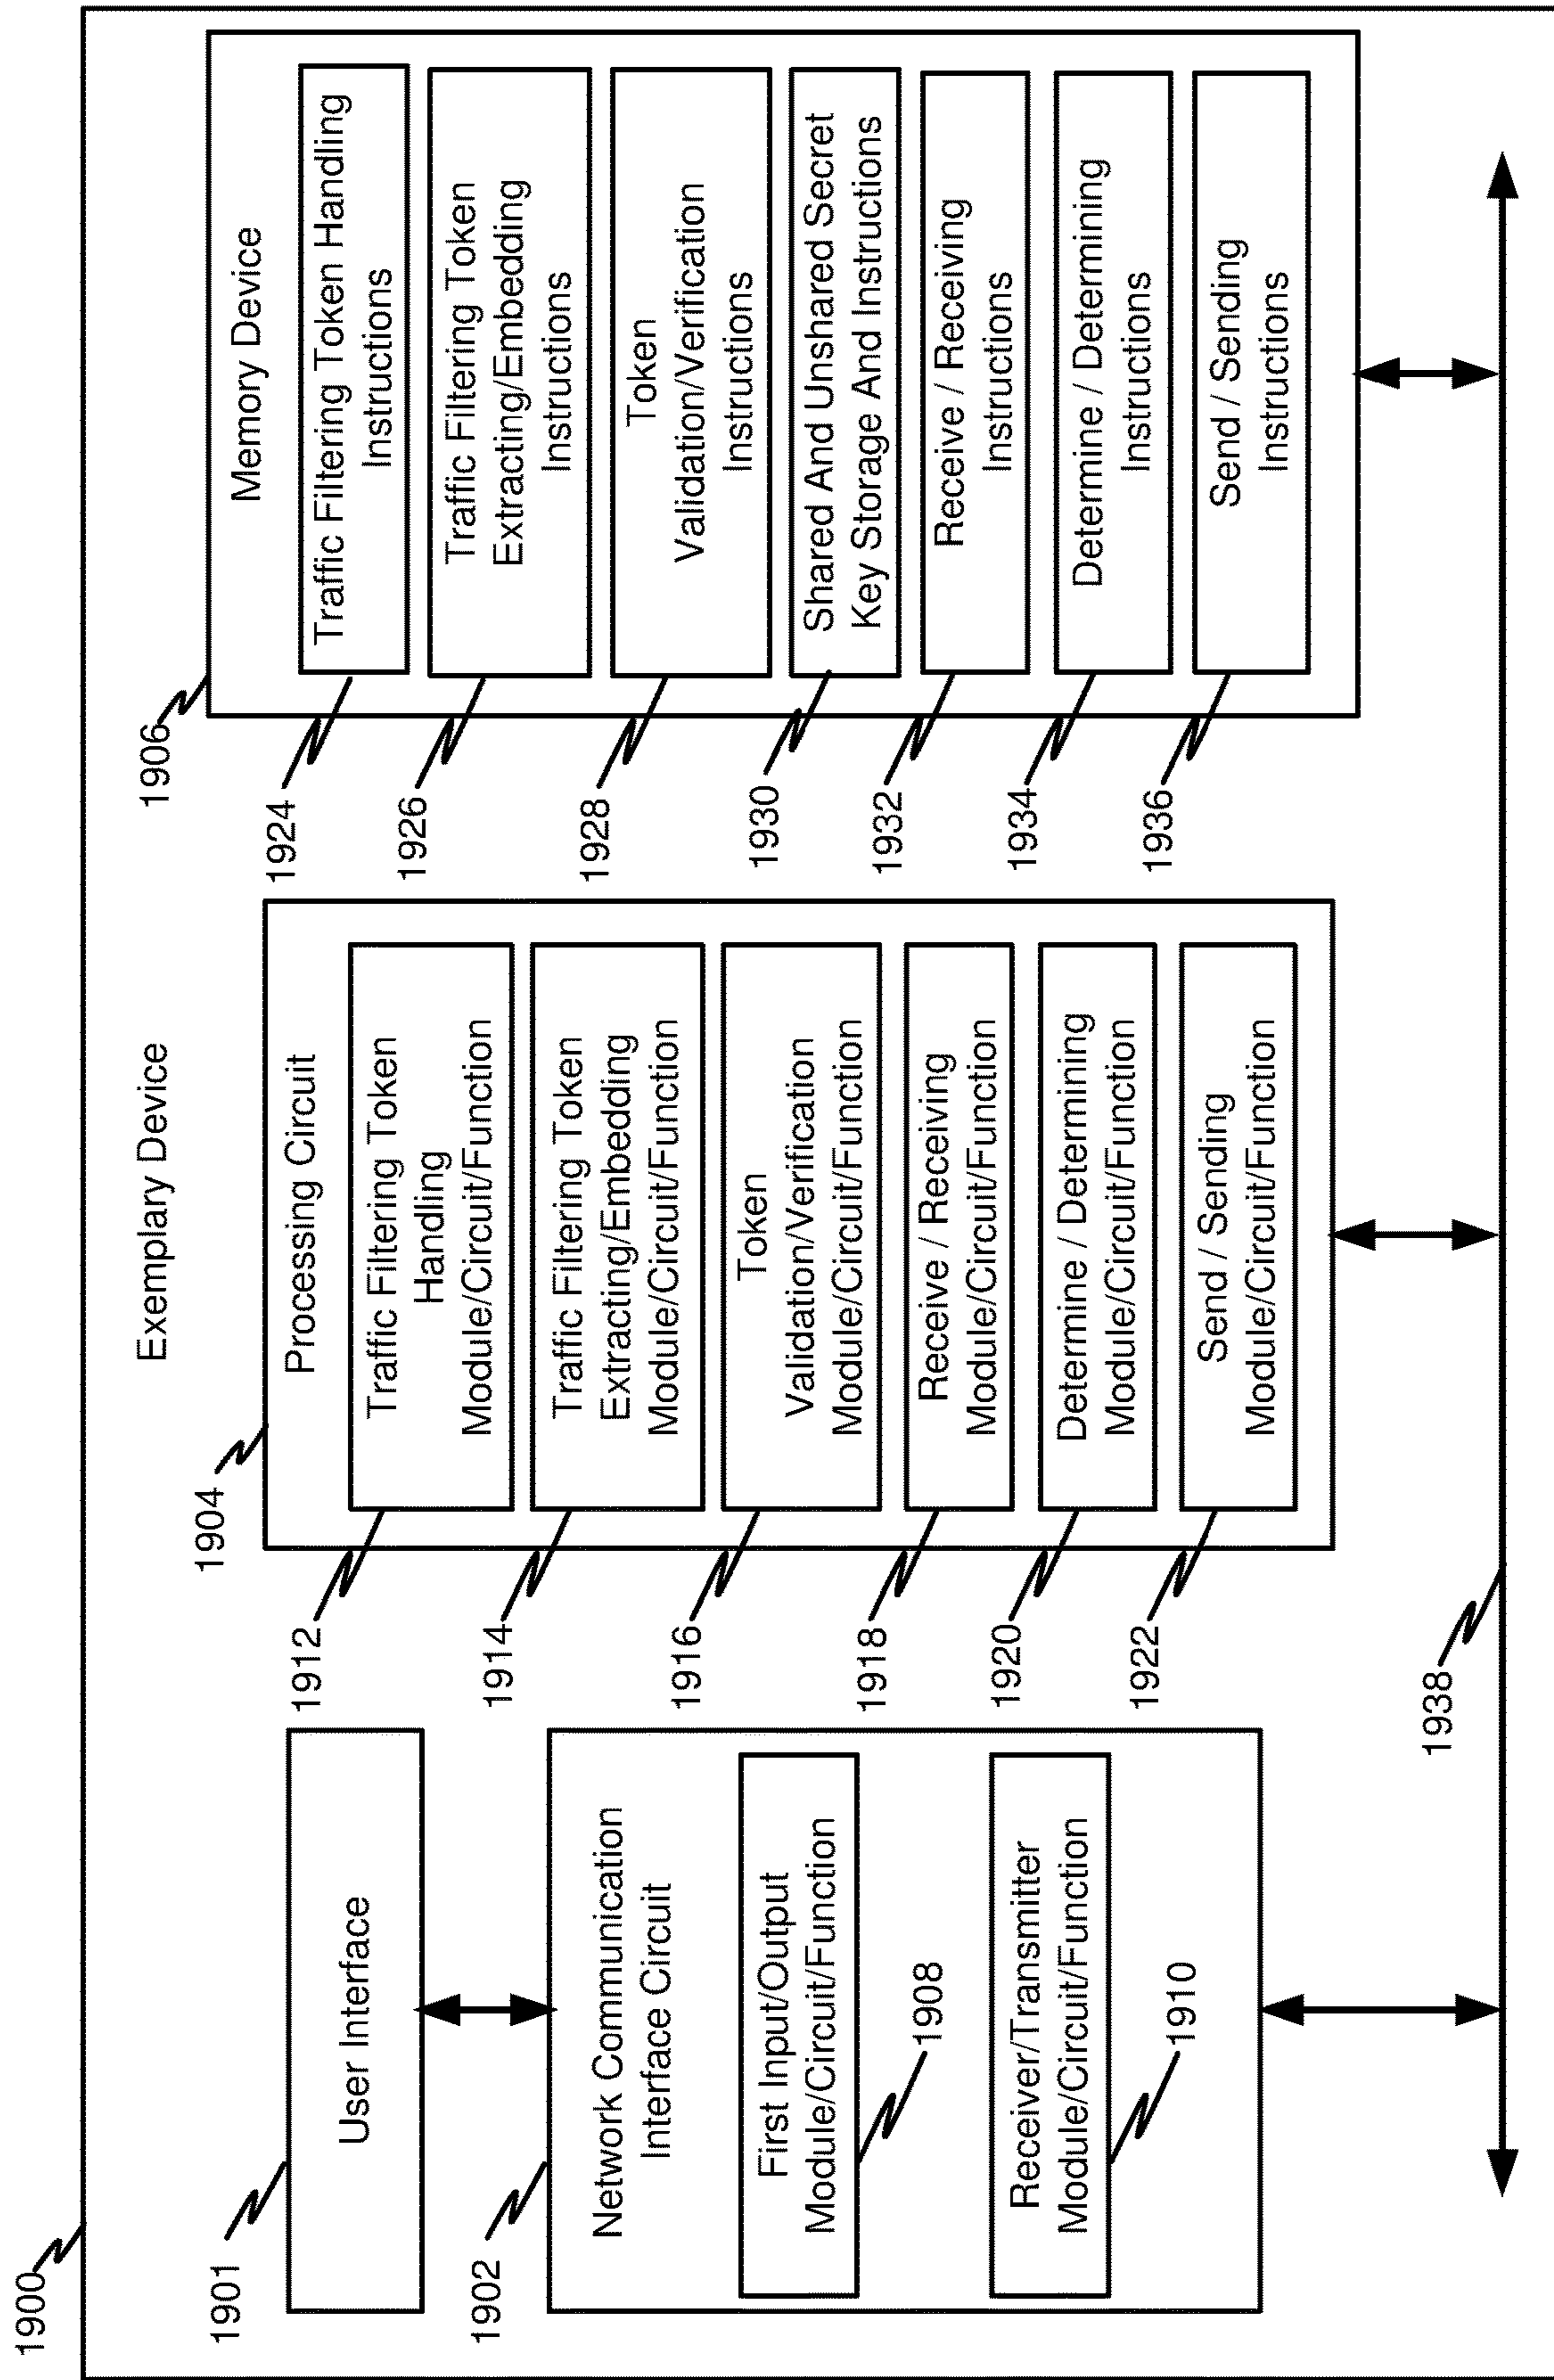 1900
Exemplary Device
1901
User Interface
1902
Network Communication
Interface Circuit
First Input/Output
Module/Circuit/Function
1908
Receiver/Transmitter
Module/Circuit/Function
1910
1904
Processing Circuit
1912
Traffic Filtering Token
Handling
Module/Circuit/Function
1914
Traffic Filtering Token
Extracting/Embedding
Module/Circuit/Function
1916
Token
Validation/Verification
Module/Circuit/Function
1918
Receive / Receiving
Module/Circuit/Function
1920
Determine / Determining
Module/Circuit/Function
1922
Send / Sending
Module/Circuit/Function
1906
Memory Device
1924
Traffic Filtering Token Handling
Instructions
1926
Traffic Filtering Token
Extracting/Embedding
Instructions
1928
Token
Validation/Verification
Instructions
1930
Shared And Unshared Secret
Key Storage And Instructions
1932
Receive / Receiving
Instructions
1934
Determine / Determining
Instructions
1936
Send / Sending
Instructions
1938